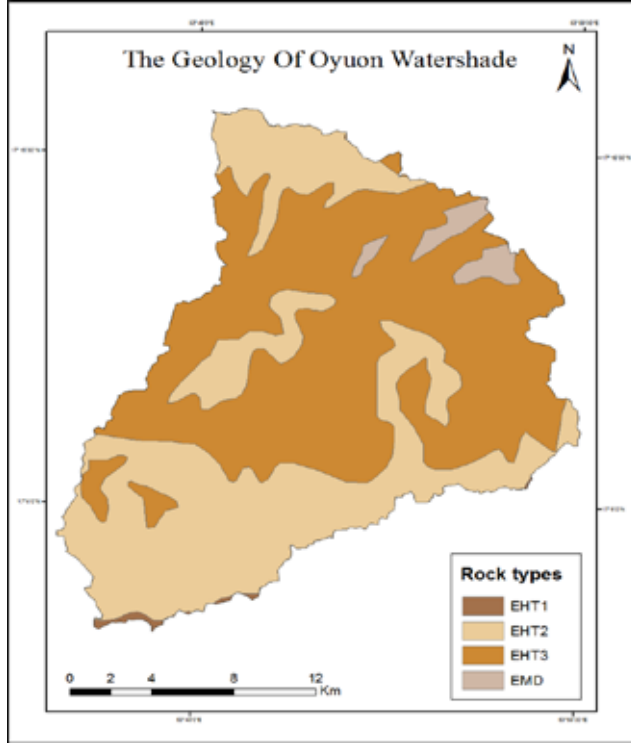 The Geology Of Oyuon Watershade
N
Rock types
EHT1
EHT2
EHT3
EMD
0 2 4 8 12
Km